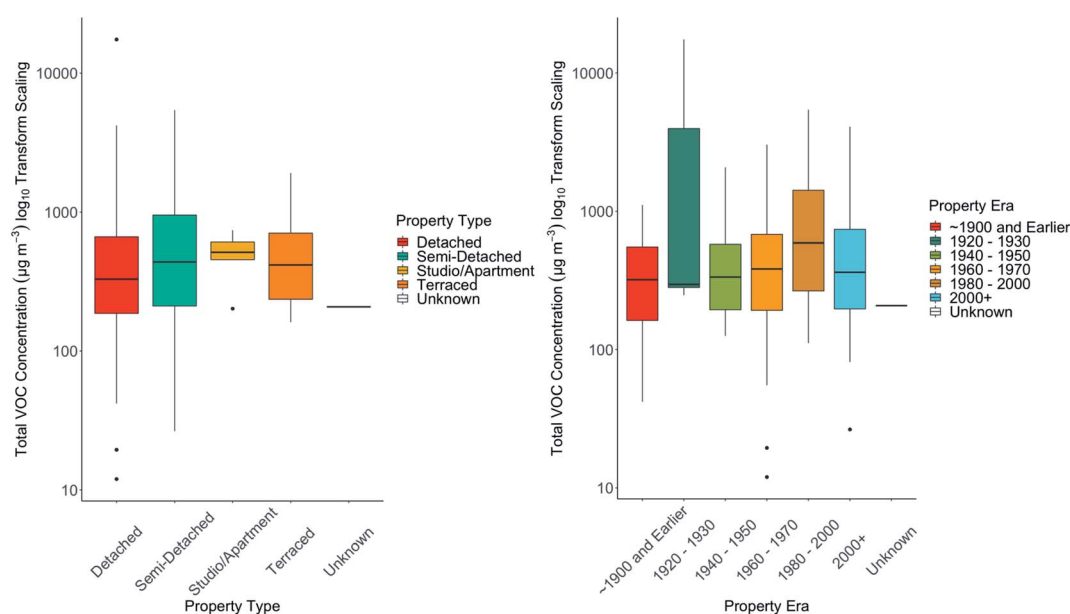 Total VOC Concentration (µg m⁻³) log₁₀ Transform Scaling
10000
1000
100
10
Detached
Semi-Detached
Studio/Apartment
Terraced
Unknown
Property Type
Property Type
Detached
Semi-Detached
Studio/Apartment
Terraced
Unknown
Total VOC Concentration (µg m⁻³) log₁₀ Transform Scaling
10000
1000
100
10
~1900 and Earlier
1920 - 1930
1940 - 1950
1960 - 1970
1980 - 2000
2000+
Unknown
Property Era
Property Era
~1900 and Earlier
1920 - 1930
1940 - 1950
1960 - 1970
1980 - 2000
2000+
Unknown